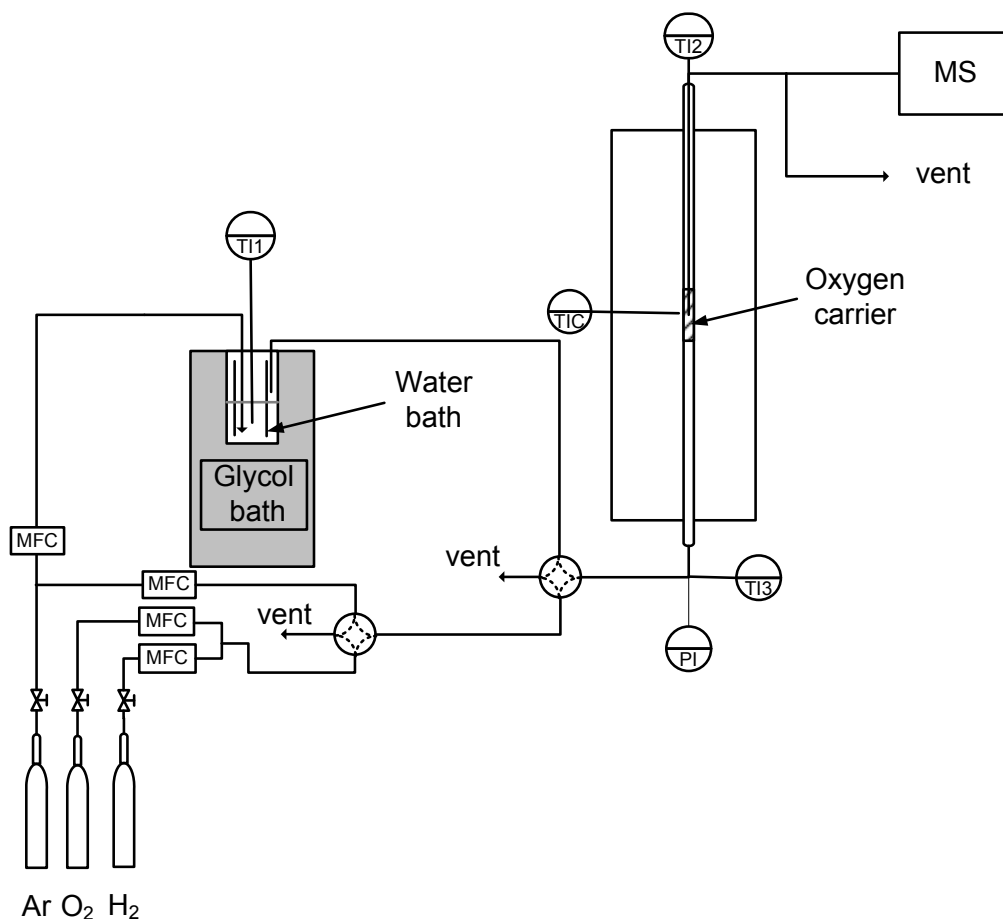 TI2
MS
vent
TI1
Oxygen
carrier
TIC
Water
bath
Glycol
bath
MFC
vent
MFC
TI3
vent
MFC
MFC
PI
Ar O₂ H₂